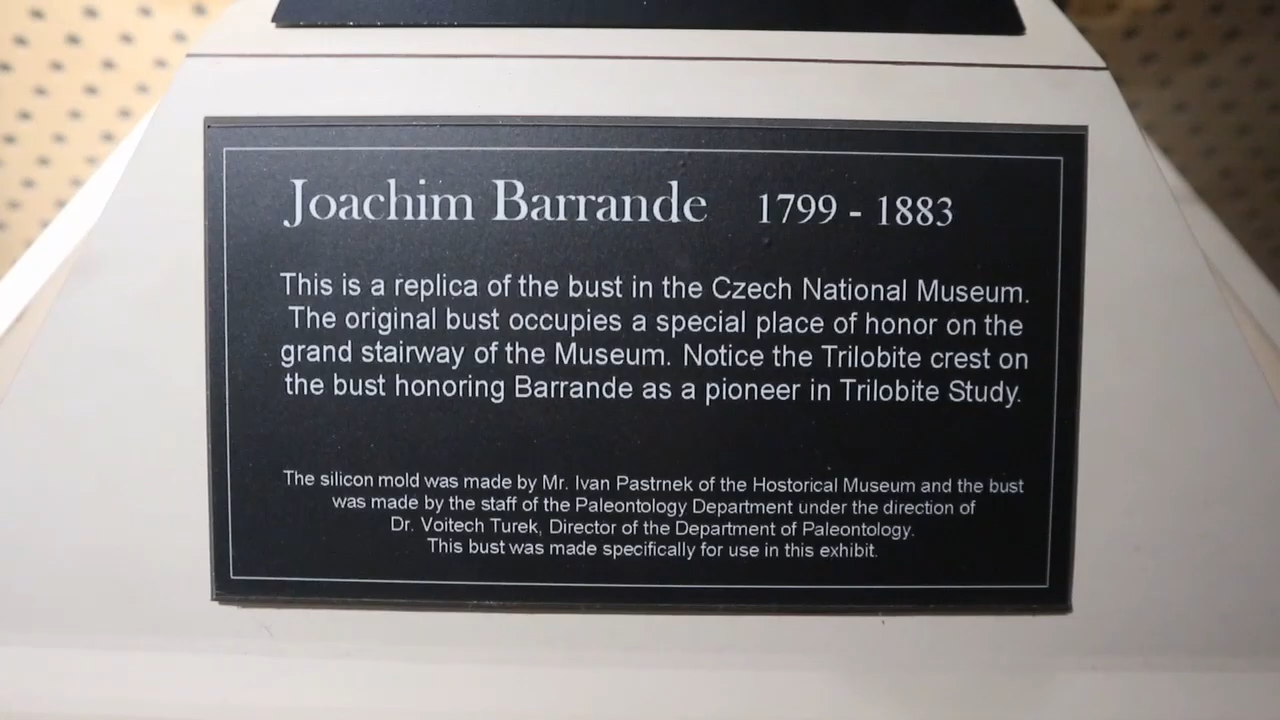 Joachim Barrande 1799 - 1883
This is a replica of the bust in the Czech National Museum.
The original bust occupies a special place of honor on the
grand stairway of the Museum. Notice the Trilobite crest on
the bust honoring Barrande as a pioneer in Trilobite Study.
The silicon mold was made by Mr. Ivan Pastrnek of the Hostorical Museum and the bust
was made by the staff of the Paleontology Department under the direction of
Dr. Voitech Turek, Director of the Department of Paleontology.
This bust was made specifically for use in this exhibit.